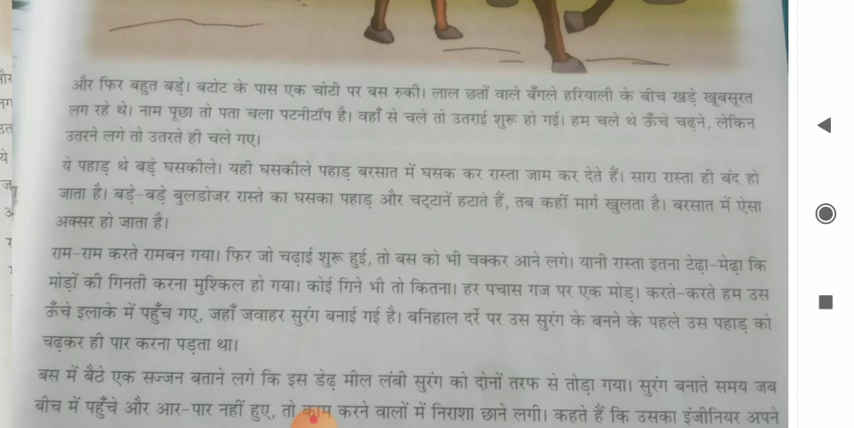 और फिर बहुत बड़े। बटोट के पास एक चोटी पर बस रुकी। लाल छतों वाले बँगले हरियाली के बीच खड़े खूबसूरत
लग रहे थे। नाम पूछा तो पता चला पटनीटॉप है। वहाँ से चले तो उतराई शुरू हो गई। हम चले थे ऊँचे चढ़ने, लेकिन
उतरने लगे तो उतरते ही चले गए।
ये पहाड़ थे बड़े घसकीले। यही घसकीले पहाड़ बरसात में घसक कर रास्ता जाम कर देते हैं। सारा रास्ता ही बंद हो
जाता है। बड़े-बड़े बुलडोजर रास्ते का घसका पहाड़ और चट्टानें हटाते हैं, तब कहीं मार्ग खुलता है। बरसात में ऐसा
अक्सर हो जाता है।
राम-राम करते रामबन गया। फिर जो चढ़ाई शुरू हुई, तो बस को भी चक्कर आने लगे। यानी रास्ता इतना टेढ़ा-मेढ़ा कि
मोड़ों की गिनती करना मुश्किल हो गया। कोई गिने भी तो कितना। हर पचास गज पर एक मोड़। करते-करते हम उस
ऊँचे इलाके में पहुँच गए, जहाँ जवाहर सुरंग बनाई गई है। बनिहाल दर्रे पर उस सुरंग के बनने के पहले उस पहाड़ को
चढ़कर ही पार करना पड़ता था।
बस में बैठे एक सज्जन बताने लगे कि इस डेढ़ मील लंबी सुरंग को दोनों तरफ से तोड़ा गया। सुरंग बनाते समय जब
बीच में पहुँचे और आर-पार नहीं हुए, तो काम करने वालों में निराशा छाने लगी। कहते हैं कि उसका इंजीनियर अपने